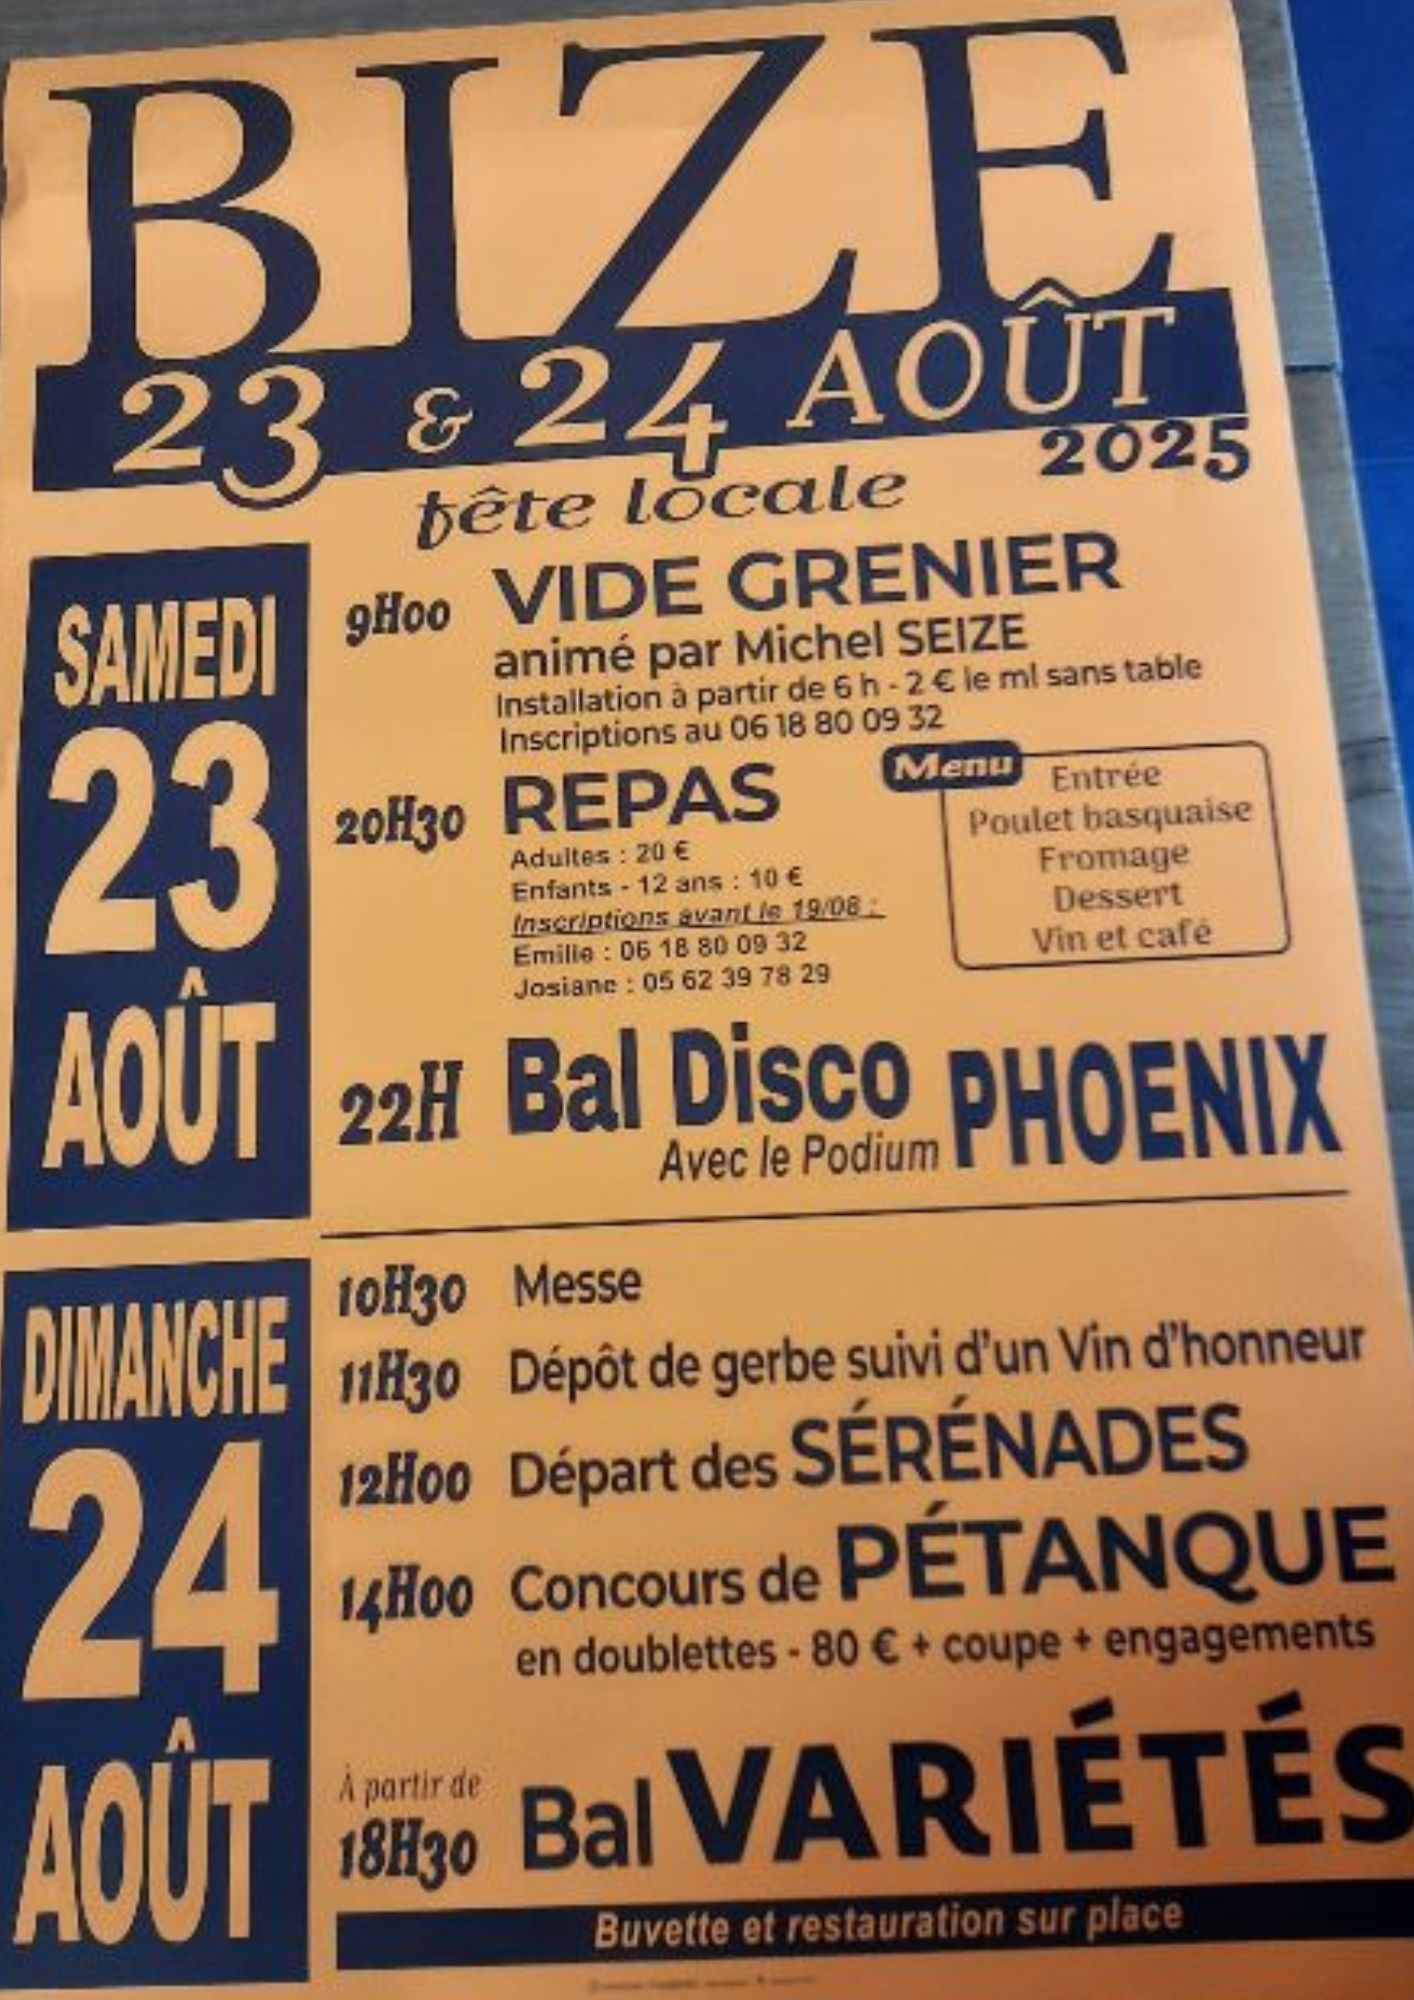 BIZE
23 & 24 AOÛT
2025
fête locale
SAMEDI
23
AOÛT
9H00 VIDE GRENIER
animé par Michel SEIZE
Installation à partir de 6 h - 2 € le ml sans table
Inscriptions au 06 18 80 09 32
20H30 REPAS
Adultes : 20 €
Enfants - 12 ans : 10 €
Inscriptions avant le 19/08 :
Emilie : 06 18 80 09 32
Josiane : 05 62 39 78 29
Menu
Entrée
Poulet basquaise
Fromage
Dessert
Vin et café
22H Bal Disco PHOENIX
Avec le Podium
DIMANCHE
24
AOÛT
10H30 Messe
11H30 Dépôt de gerbe suivi d'un Vin d'honneur
12H00 Départ des SÉRÉNADES
14H00 Concours de PÉTANQUE
en doublettes - 80 € + coupe + engagements
À partir de
18H30 Bal VARIÉTÉS
Buvette et restauration sur place